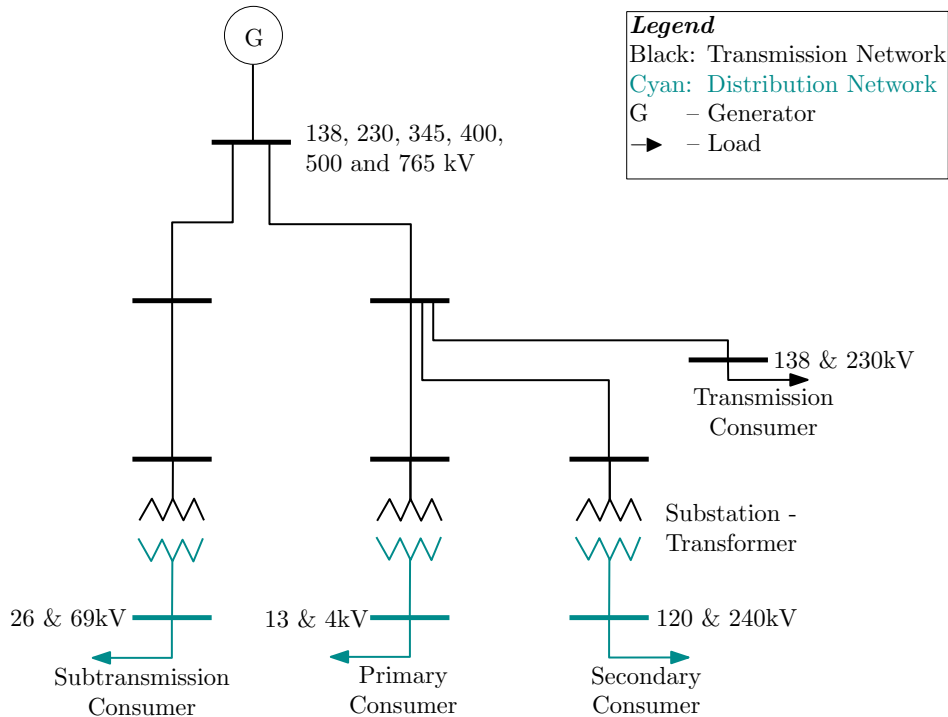 G
138, 230, 345, 400,
500 and 765 kV
Legend
Black: Transmission Network
Cyan: Distribution Network
G – Generator
– Load
138 & 230kV
Transmission
Consumer
Substation -
Transformer
26 & 69kV
Subtransmission
Consumer
13 & 4kV
Primary
Consumer
120 & 240kV
Secondary
Consumer